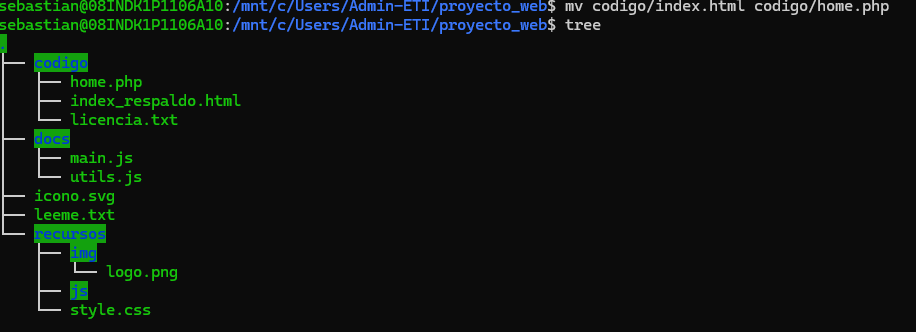 sebastian@08INDK1P1106A10:/mnt/c/Users/Admin-ETI/proyecto_web$ mv codigo/index.html codigo/home.php
sebastian@08INDK1P1106A10:/mnt/c/Users/Admin-ETI/proyecto_web$ tree
.
├── codigo
│   ├── home.php
│   ├── index_respaldo.html
│   └── licencia.txt
├── docs
│   ├── main.js
│   └── utils.js
├── icono.svg
├── leeme.txt
└── recursos
    ├── img
    │   └── logo.png
    ├── js
    └── style.css